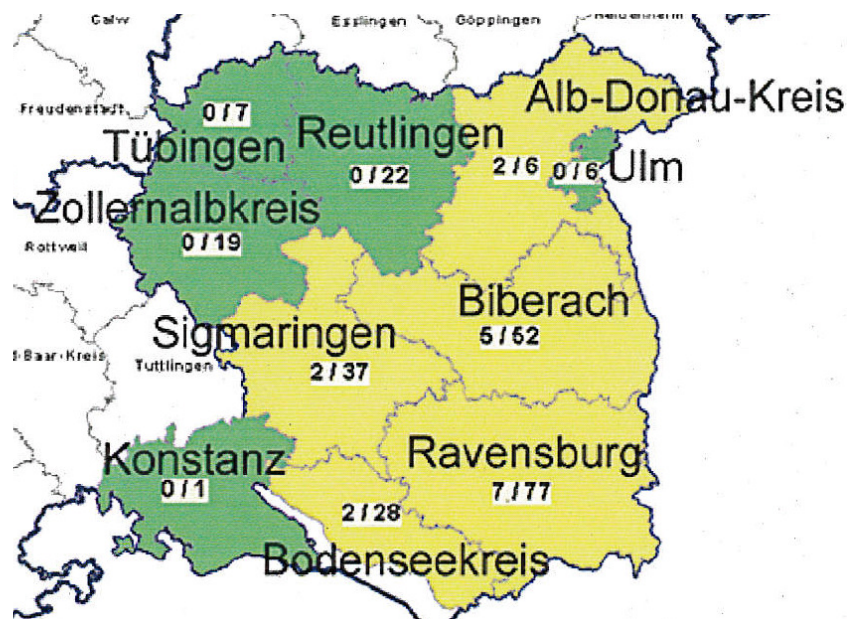 Calw
Esslingen
Göppingen
Heidenheim
Freudenstadt
Alb-Donau-Kreis
0 / 7
Tübingen
Reutlingen
0 / 22
2 / 6
0 / 6
Ulm
Zollernalbkreis
0 / 19
Rottweil
Biberach
5 / 52
Sigmaringen
2 / 37
d-Baar-Kreis
Tuttlingen
Konstanz
0 / 1
Ravensburg
7 / 77
2 / 28
Bodenseekreis